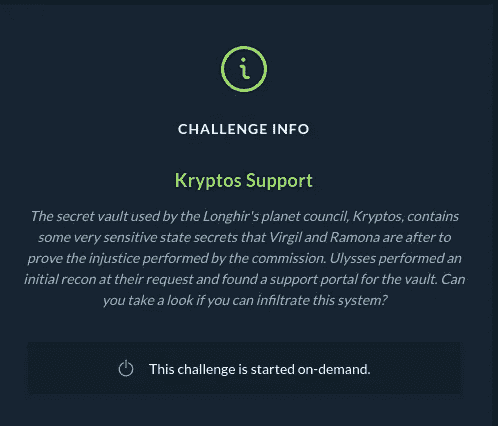 CHALLENGE INFO
Kryptos Support
The secret vault used by the Longhir's planet council, Kryptos, contains
some very sensitive state secrets that Virgil and Ramona are after to
prove the injustice performed by the commission. Ulysses performed an
initial recon at their request and found a support portal for the vault. Can
you take a look if you can infiltrate this system?
This challenge is started on-demand.